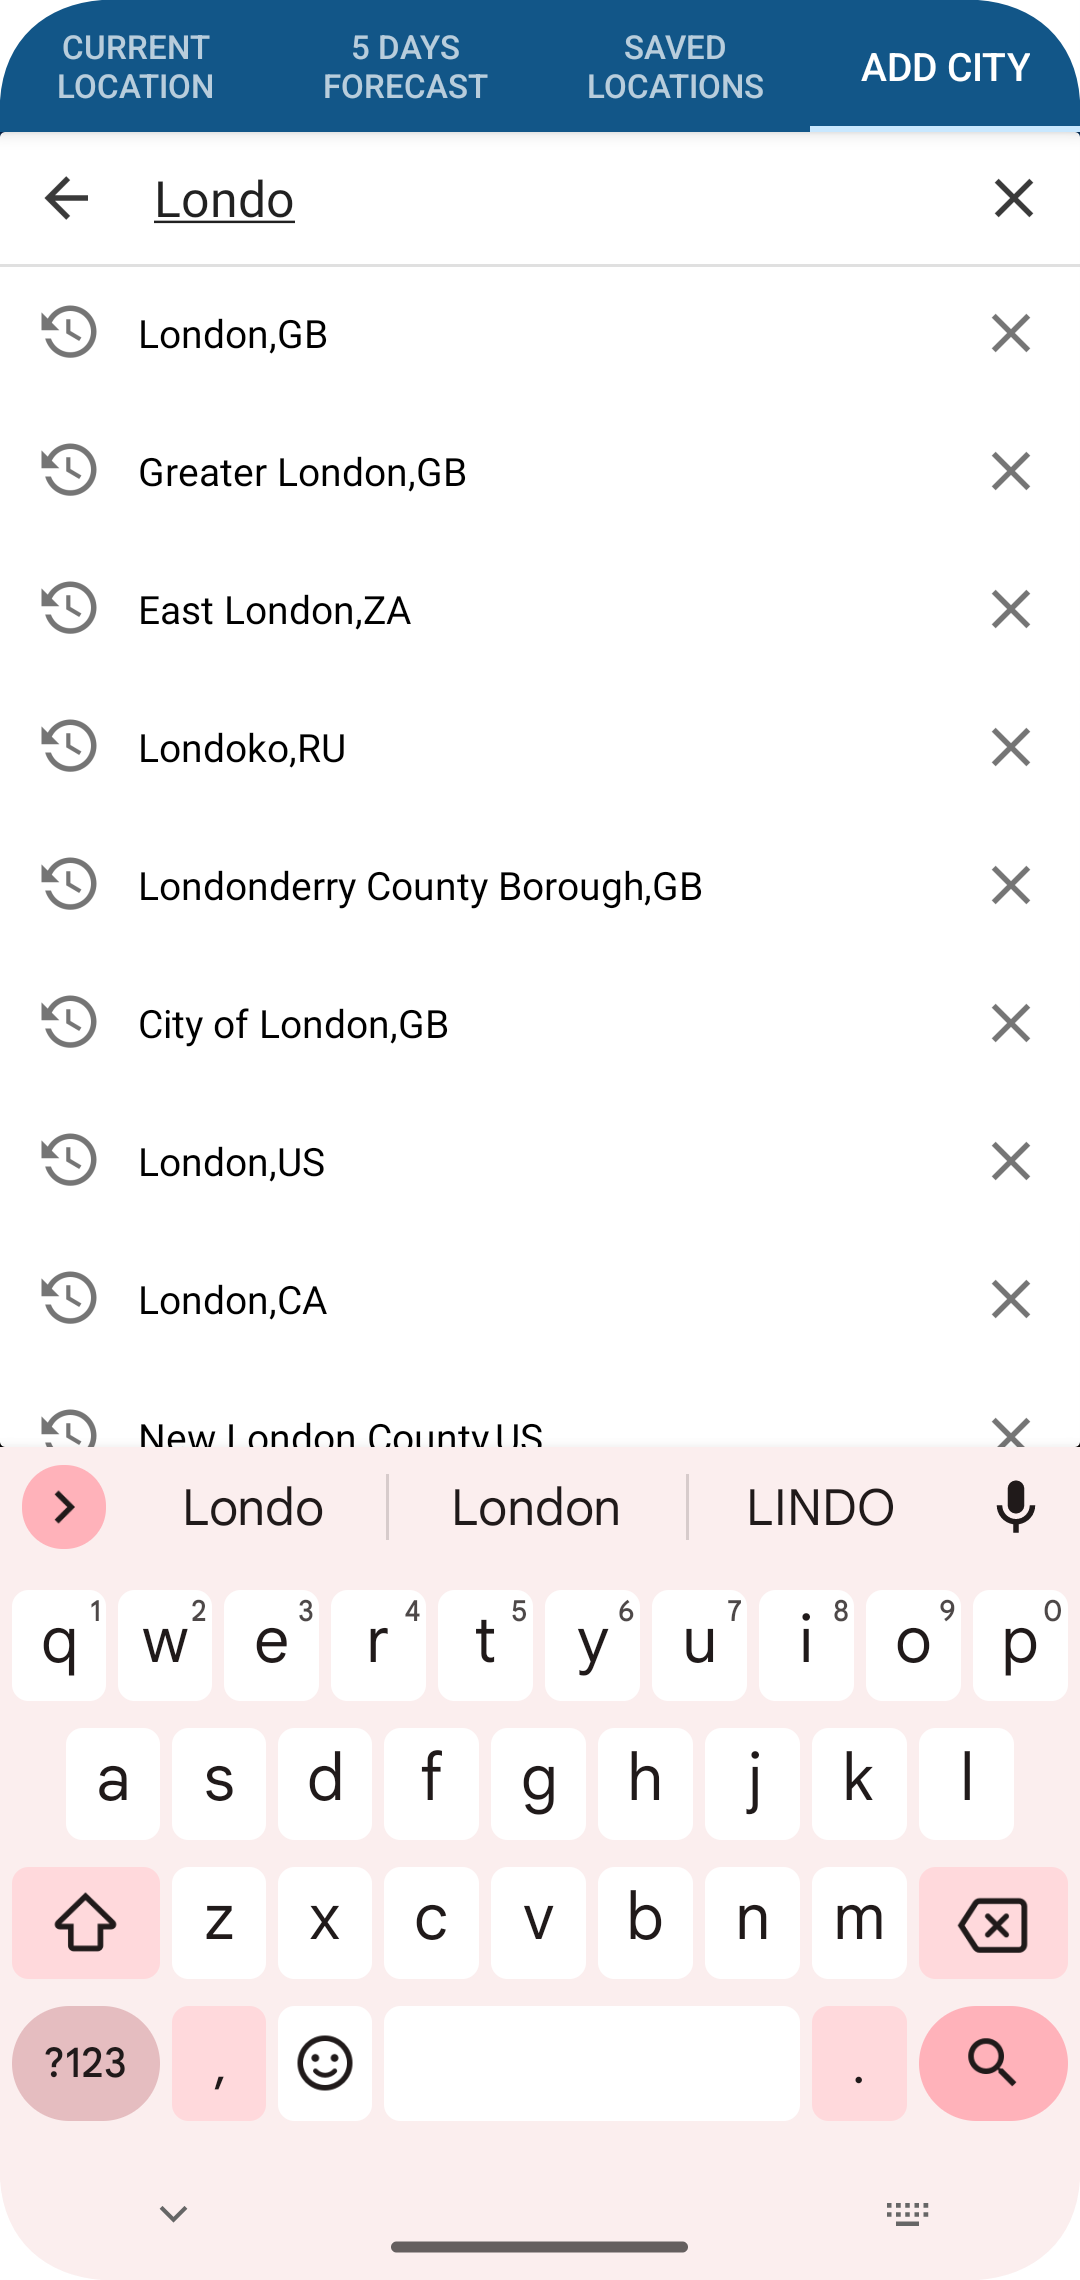 CURRENT LOCATION
5 DAYS FORECAST
SAVED LOCATIONS
ADD CITY
Londo
London,GB
Greater London,GB
East London,ZA
Londoko,RU
Londonderry County Borough,GB
City of London,GB
London,US
London,CA
New London County,US
Londo London LINDO
q 1 w 2 e 3 r 4 t 5 y 6 u 7 i 8 o 9 p 0
a s d f g h j k l
z x c v b n m
?123 , .